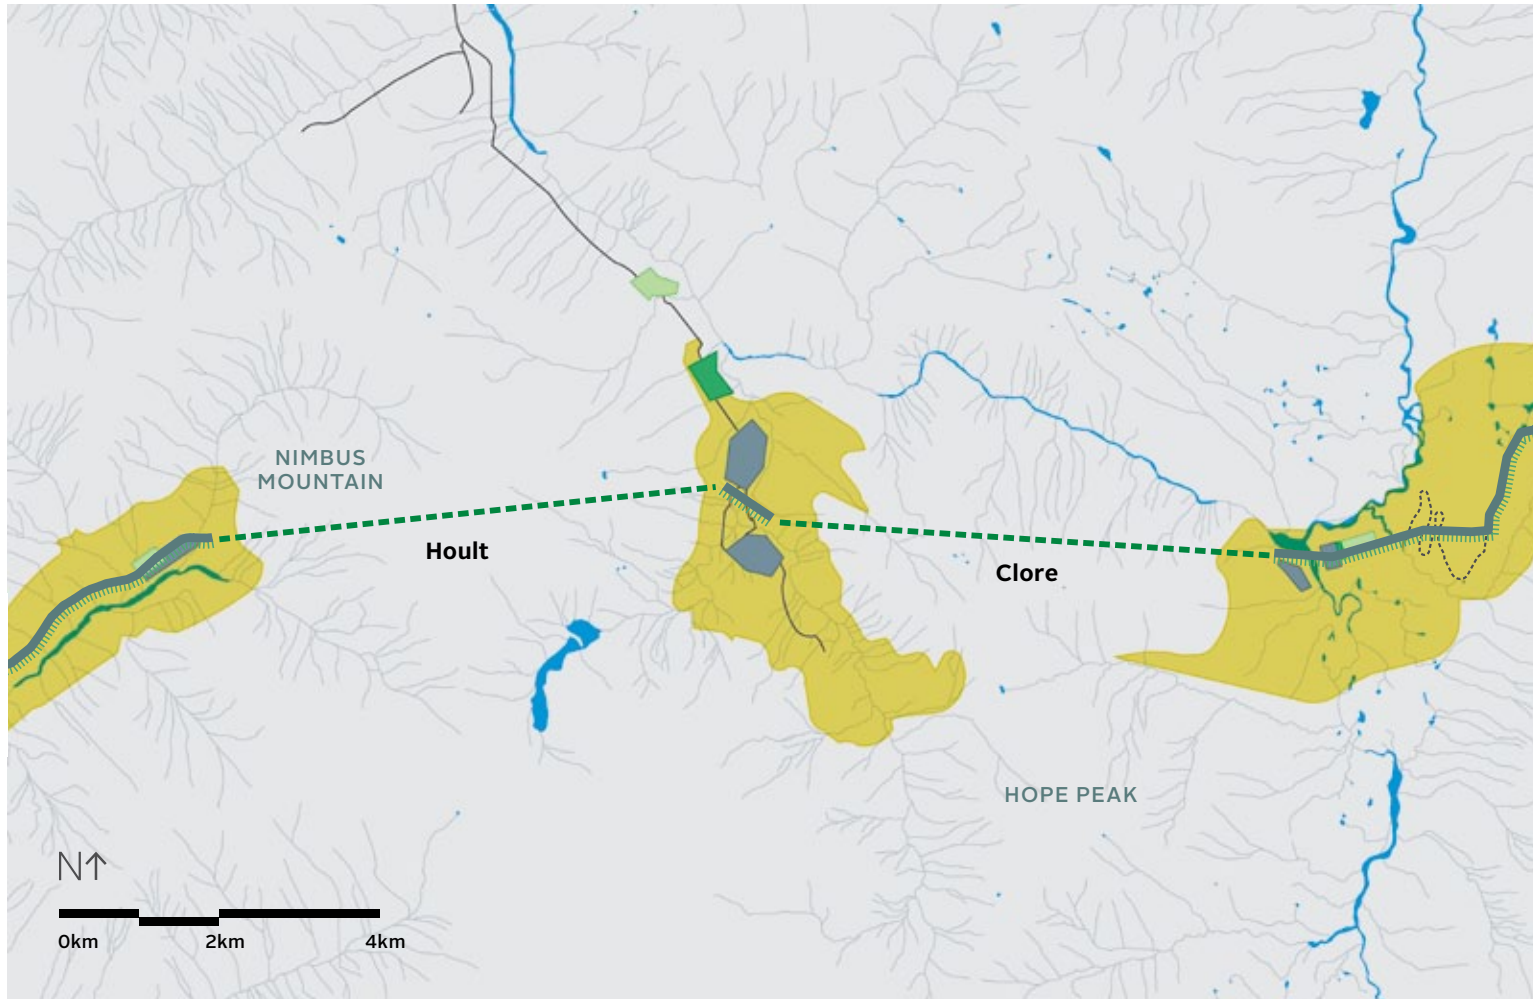 NIMBUS
MOUNTAIN
Hoult
Clore
HOPE PEAK
N↑
0km 2km 4km